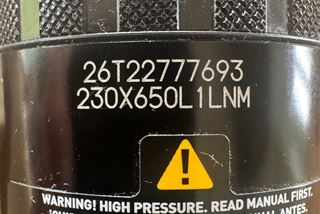 26T22777693
230X650L1LNM
WARNING! HIGH PRESSURE. READ MANUAL FIRST.